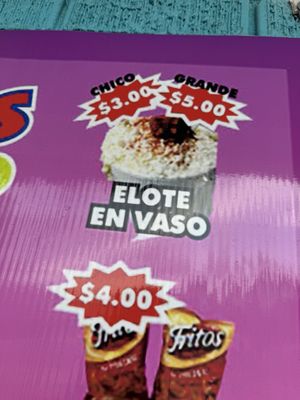 CHICO GRANDE
$3.00 $5.00
ELOTE
EN VASO
$4.00
Fritos